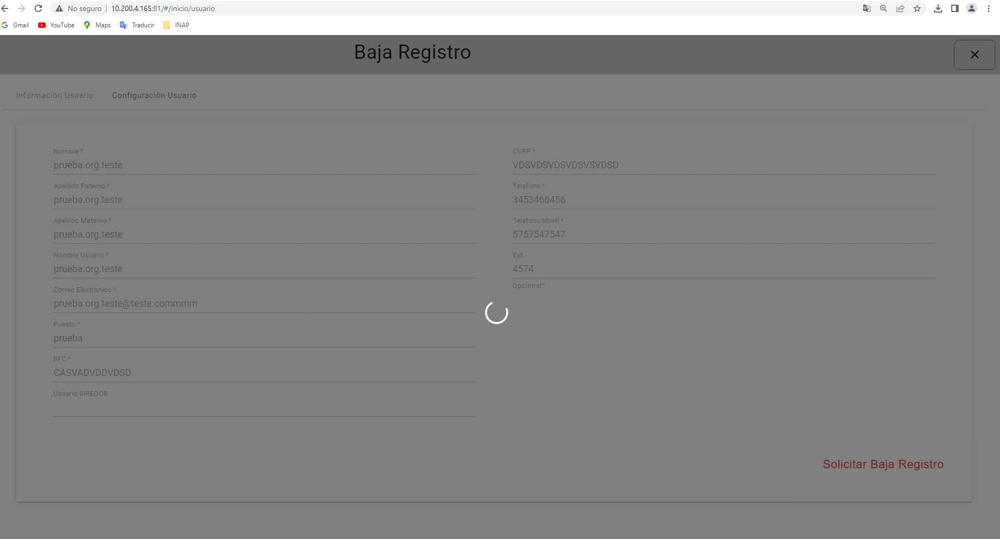 No seguro
10.200.4.165:81/#/inicio/usuario
Gmail
YouTube
Maps
Traducir
INAP
Baja Registro
Información Usuario
Configuración Usuario
Nombre *
prueba.org.teste
Apellido Paterno *
prueba.org.teste
Apellido Materno *
prueba.org.teste
Nombre Usuario *
prueba.org.teste
Correo Electronico *
prueba.org.teste@teste.commmm
Puesto *
prueba
RFC *
CASVADVDDVDSD
Usuario SIREGOB
CURP *
VDSVDSVDSVDSVSVDSD
Telefono *
3453466456
Telefono Movil *
5757547547
Ext
4574
Opcional*
Solicitar Baja Registro